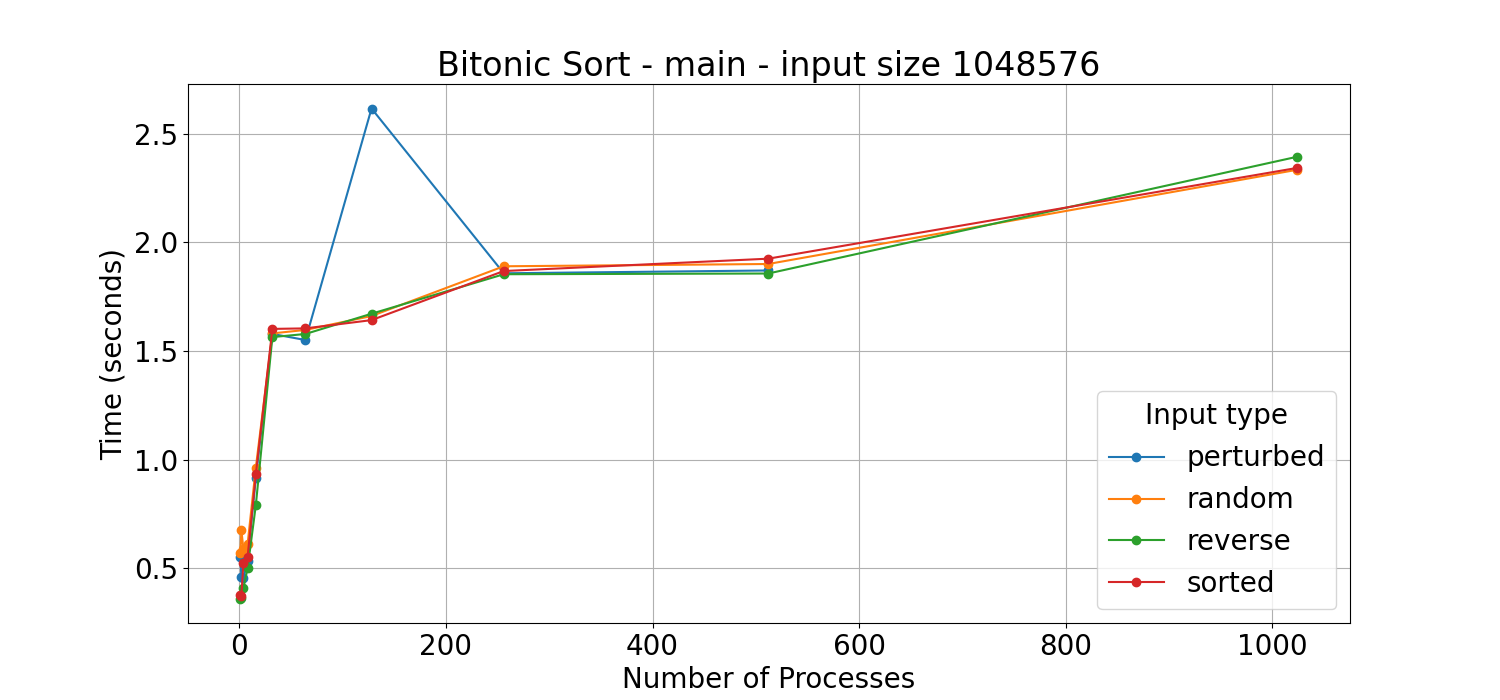 Bitonic Sort - main - input size 1048576
Time (seconds)
2.5
2.0
1.5
1.0
0.5
0 200 400 600 800 1000
Number of Processes
Input type
perturbed
random
reverse
sorted